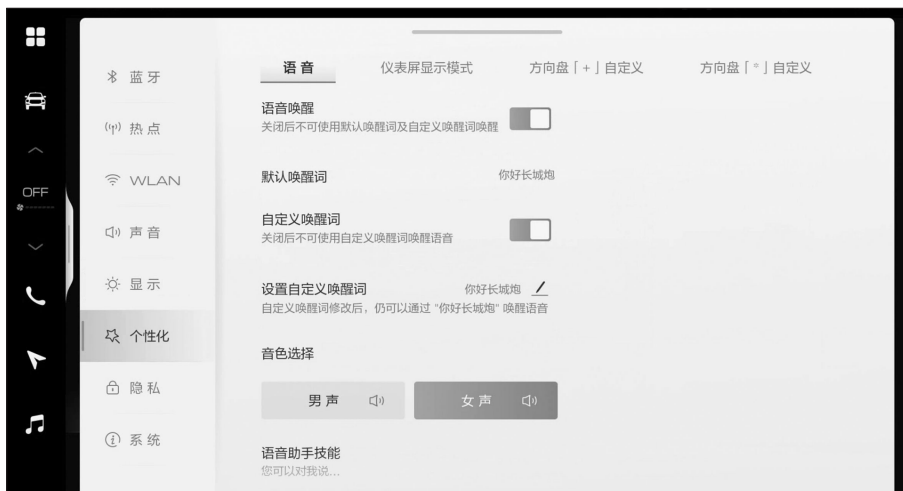 OFF
蓝牙
热点
WLAN
声音
显示
个性化
隐私
系统
语音 仪表屏显示模式 方向盘「+」自定义 方向盘「*」自定义
语音唤醒
关闭后不可使用默认唤醒词及自定义唤醒词唤醒
默认唤醒词 你好长城炮
自定义唤醒词
关闭后不可使用自定义唤醒词唤醒语音
设置自定义唤醒词 你好长城炮
自定义唤醒词修改后，仍可以通过 "你好长城炮" 唤醒语音
音色选择
男声 女声
语音助手技能
您可以对我说...